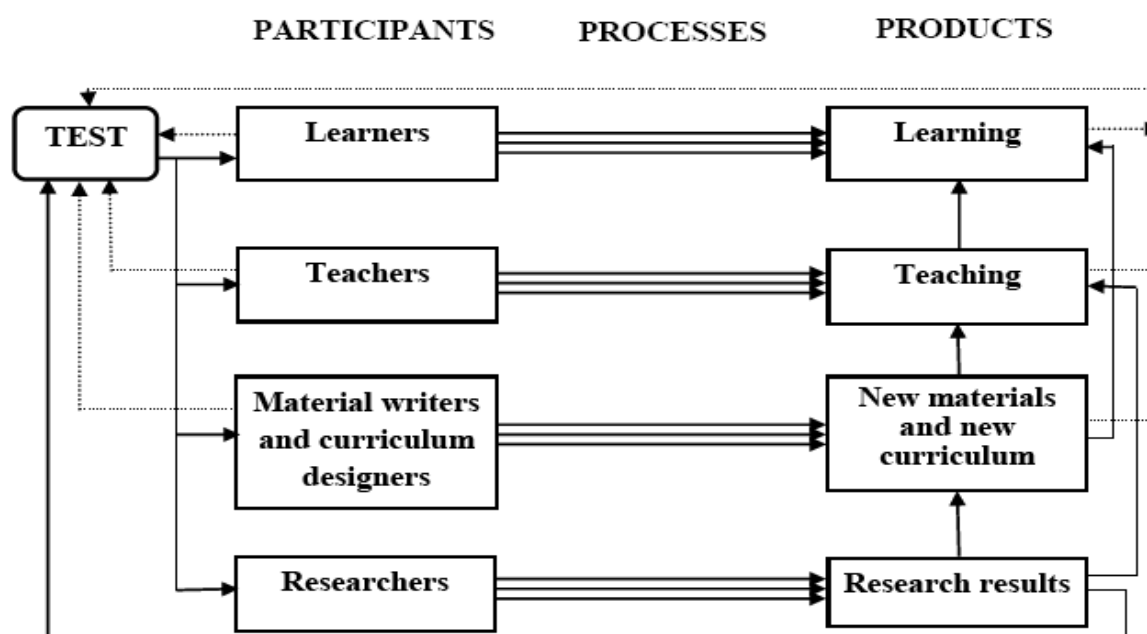 PARTICIPANTS PROCESSES PRODUCTS
TEST
Learners
Learning
Teachers
Teaching
Material writers
and curriculum
designers
New materials
and new
curriculum
Researchers
Research results